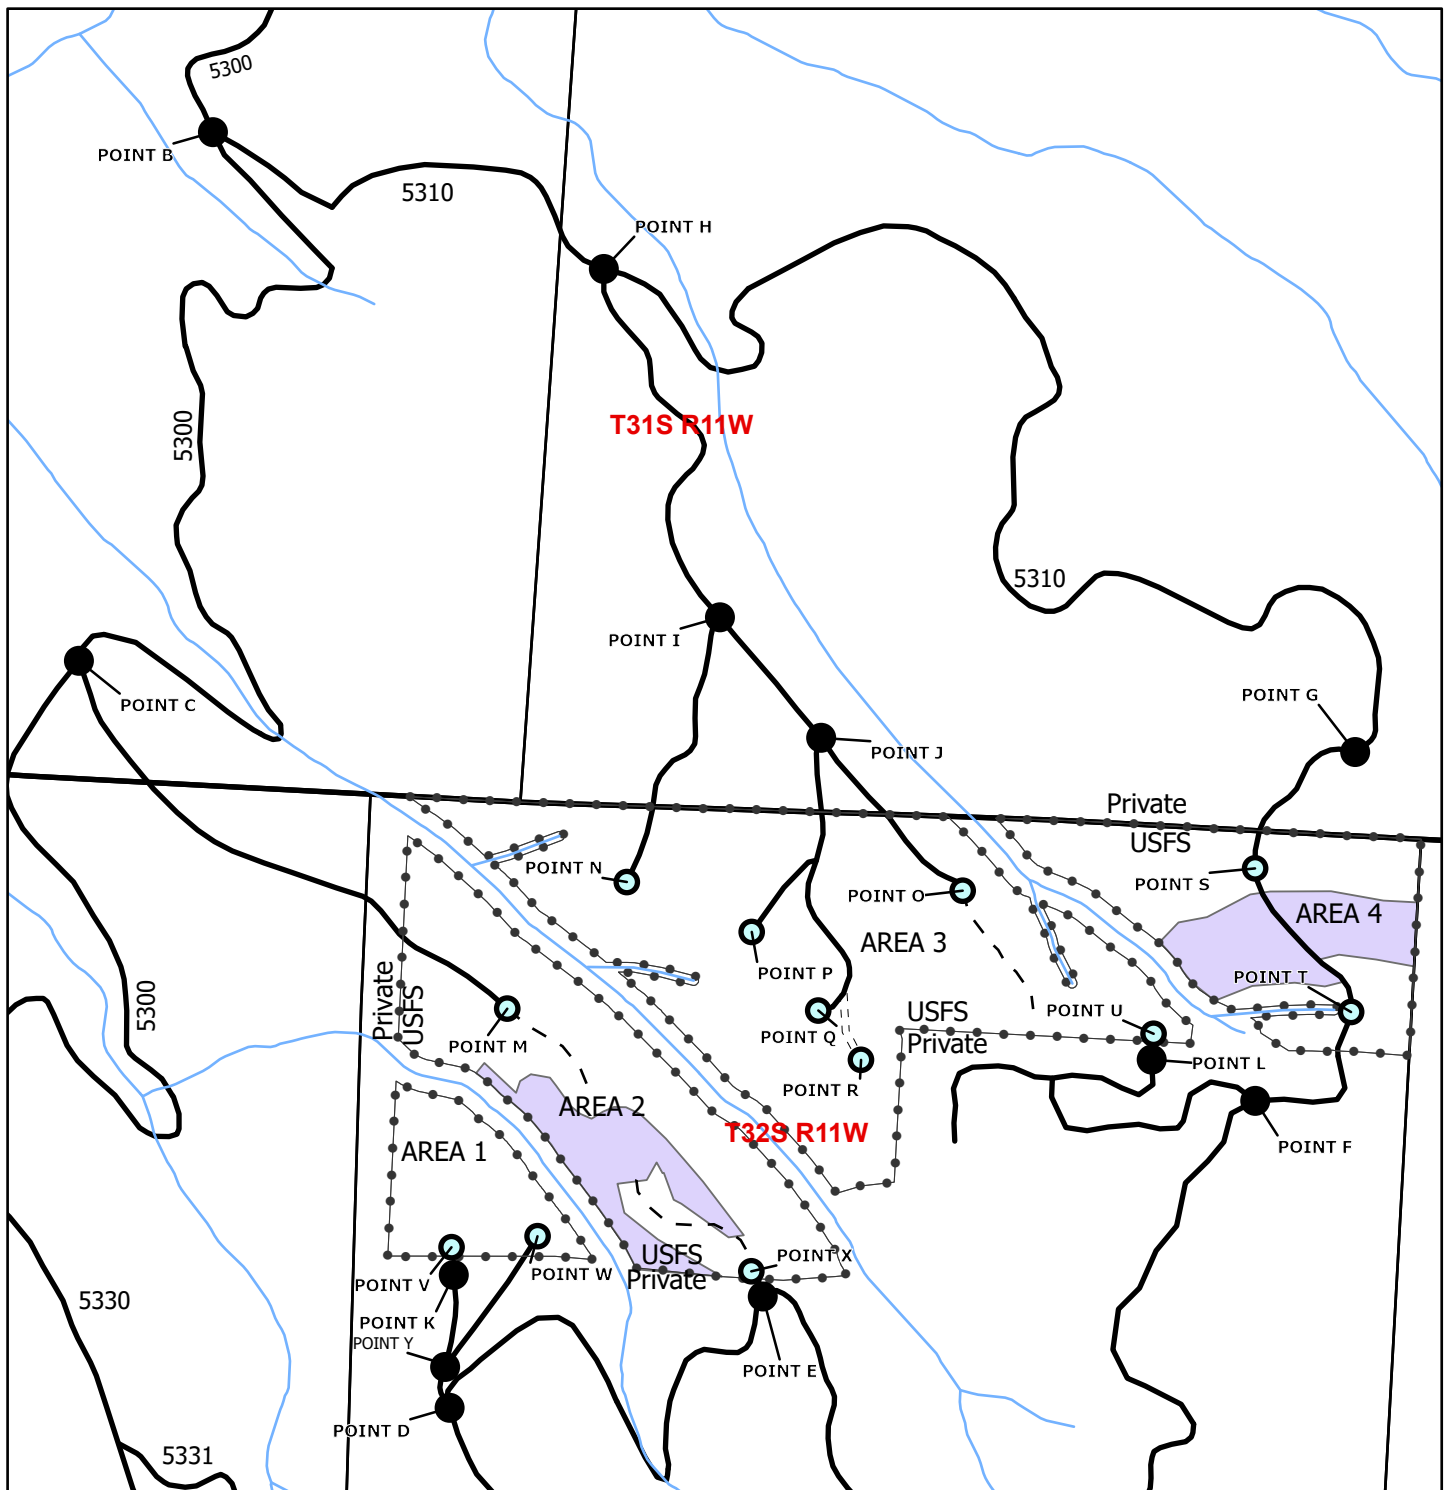 5300
POINT B
5310
POINT H
5300
T31S R11W
5310
POINT I
POINT C
POINT G
POINT J
Private
USFS
POINT N
POINT S
POINT O
AREA 3
AREA 4
POINT P
POINT T
Private
USFS
5300
POINT M
POINT Q
USFS
Private
POINT U
POINT L
POINT R
AREA 2
T32S R11W
AREA 1
POINT F
USFS
Private
POINT X
POINT W
POINT V
5330
POINT K
POINT Y
POINT E
POINT D
5331